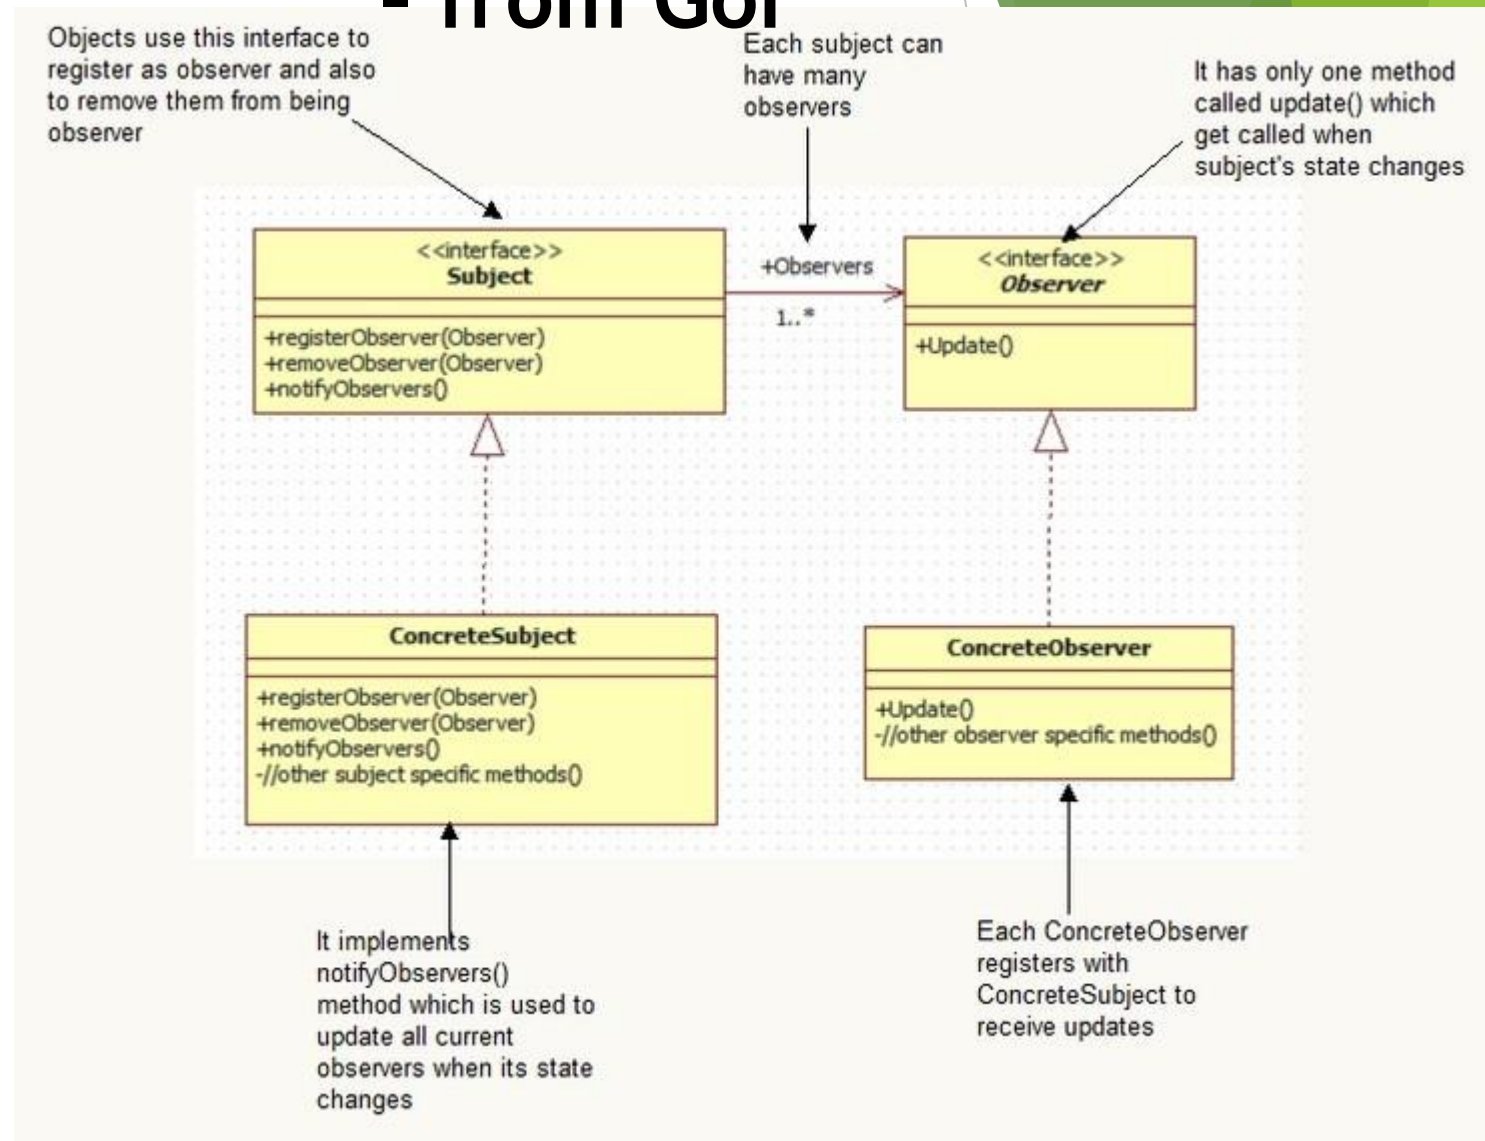 - from GoF
Objects use this interface to
register as observer and also
to remove them from being
observer
Each subject can
have many
observers
It has only one method
called update() which
get called when
subject's state changes
<<interface>>
Subject
+registerObserver(Observer)
+removeObserver(Observer)
+notifyObservers()
+Observers
1..*
<<interface>>
Observer
+Update()
ConcreteSubject
+registerObserver(Observer)
+removeObserver(Observer)
+notifyObservers()
-//other subject specific methods()
ConcreteObserver
+Update()
-//other observer specific methods()
It implements
notifyObservers()
method which is used to
update all current
observers when its state
changes
Each ConcreteObserver
registers with
ConcreteSubject to
receive updates